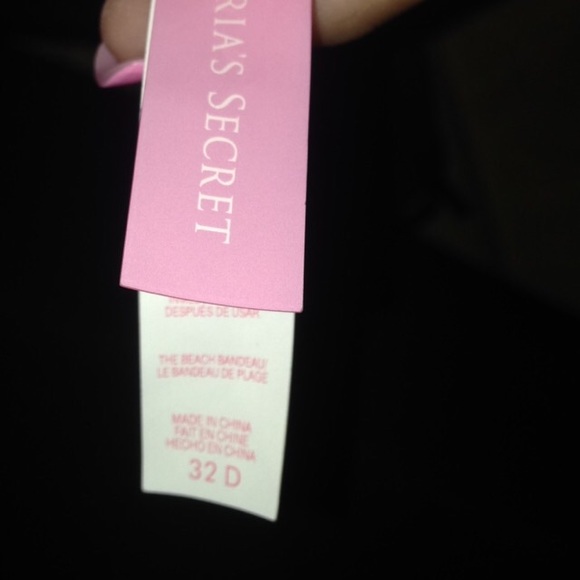 RIA'S SECRET
DESPUÉS DE USAR
THE BEACH BANDEAU
LE BANDEAU DE PLAGE
MADE IN CHINA
FAIT EN CHINE
HECHO EN CHINA
32 D